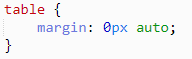 table {
    margin: 0px auto;
}